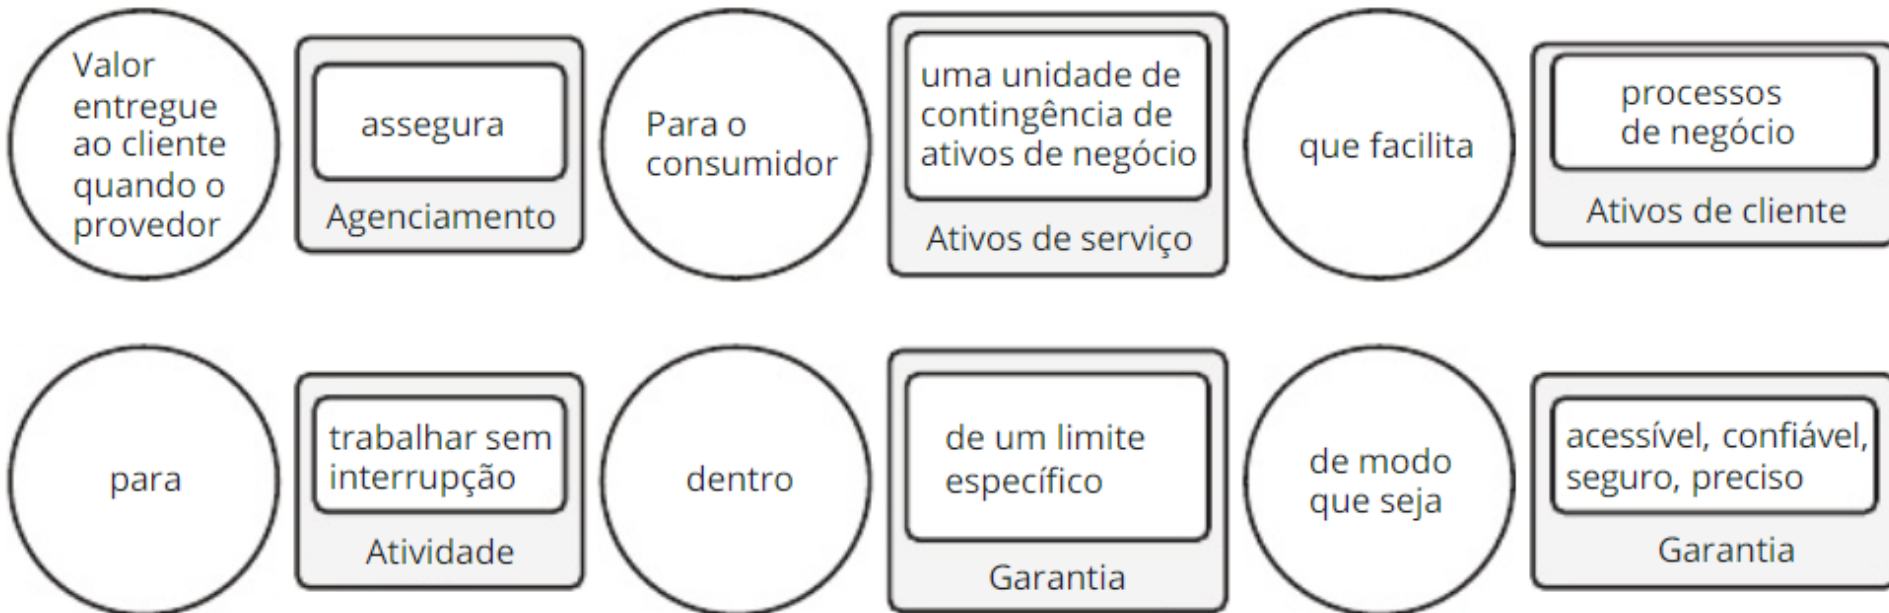 Valor
entregue
ao cliente
quando o
provedor
assegura
Agenciamento
Para o
consumidor
uma unidade de
contingência de
ativos de negócio
Ativos de serviço
que facilita
processos
de negócio
Ativos de cliente
para
trabalhar sem
interrupção
Atividade
dentro
de um limite
específico
Garantia
de modo
que seja
acessível, confiável,
seguro, preciso
Garantia